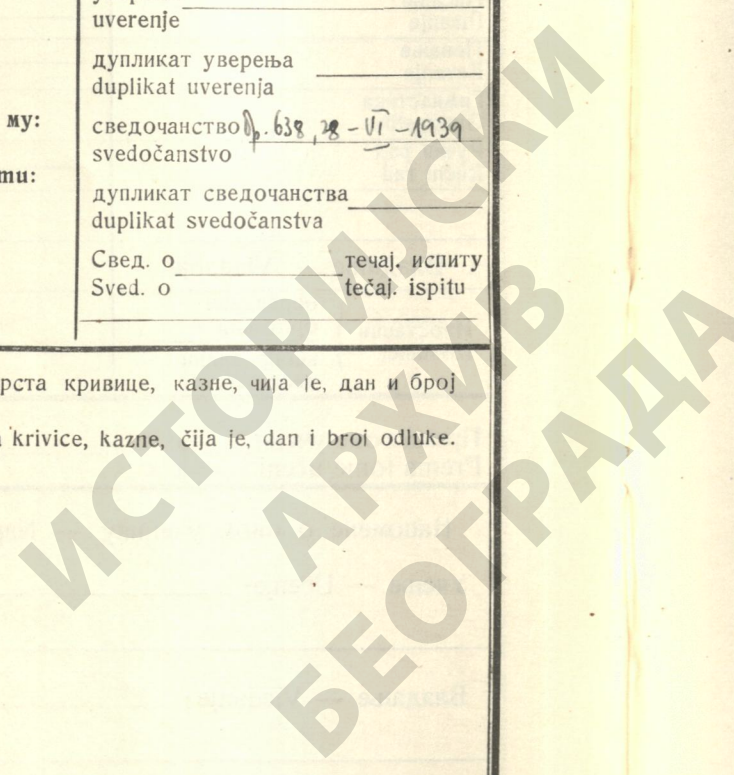 uverenje
дупликат уверења
duplikat uverenja
му:
сведочанство Бр. 638, 28 - VI - 1939
svedočanstvo
ти:
дупликат сведочанства
duplikat svedočanstva
Свед. о течај. испиту
Sved. o tečaj. ispitu
рста кривице, казне, чија је, дан и број
krivice, kazne, čija je, dan i broj odluke.
ИСТОРИЈСКИ
АРХИВ
БЕОГРАДА